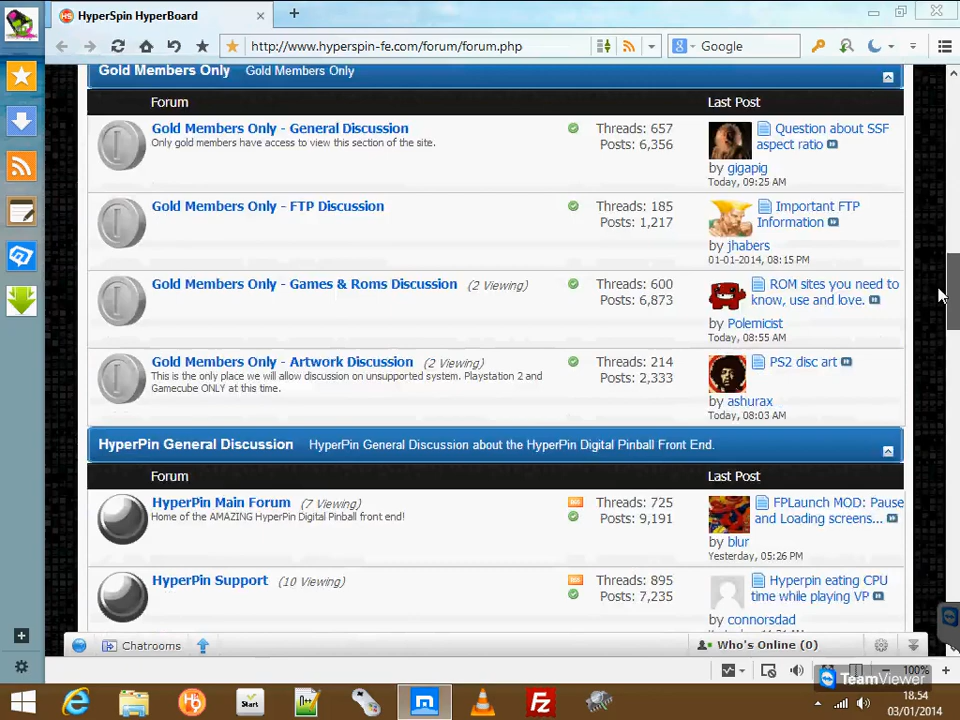 HyperSpin HyperBoard
http://www.hyperspin-fe.com/forum/forum.php
Google
Gold Members Only Gold Members Only
Forum Last Post
Gold Members Only - General Discussion
Only gold members have access to view this section of the site.
Threads: 657
Posts: 6,356
Question about SSF
aspect ratio
by gigapig
Today, 09:25 AM
Gold Members Only - FTP Discussion
Threads: 185
Posts: 1,217
Important FTP
Information
by jhabers
01-01-2014, 08:15 PM
Gold Members Only - Games & Roms Discussion (2 Viewing)
Threads: 600
Posts: 6,873
ROM sites you need to
know, use and love.
by Polemicist
Today, 08:55 AM
Gold Members Only - Artwork Discussion (2 Viewing)
This is the only place we will allow discussion on unsupported system. Playstation 2 and
Gamecube ONLY at this time.
Threads: 214
Posts: 2,333
PS2 disc art
by ashurax
Today, 08:03 AM
HyperPin General Discussion HyperPin General Discussion about the HyperPin Digital Pinball Front End.
Forum Last Post
HyperPin Main Forum (7 Viewing)
Home of the AMAZING HyperPin Digital Pinball front end!
Threads: 725
Posts: 9,191
FPLaunch MOD: Pause
and Loading screens...
by blur
Yesterday, 05:26 PM
HyperPin Support (10 Viewing)
Threads: 895
Posts: 7,235
Hyperpin eating CPU
time while playing VP
by connorsdad
Chatrooms
Who's Online (0)
100%
TeamViewer
Start
18.54
03/01/2014